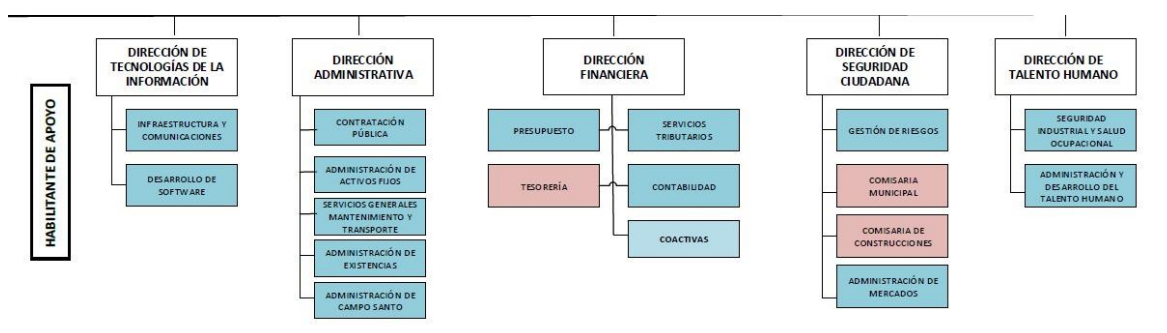 HABILITANTE DE APOYO
DIRECCIÓN DE
TECNOLOGÍAS DE LA
INFORMACIÓN
INFRAESTRUCTURA Y
COMUNICACIONES
DESARROLLO DE
SOFTWARE
DIRECCIÓN
ADMINISTRATIVA
CONTRATACIÓN
PÚBLICA
ADMINISTRACIÓN DE
ACTIVOS FIJOS
SERVICIOS GENERALES
MANTENIMIENTO Y
TRANSPORTE
ADMINISTRACIÓN DE
EXISTENCIAS
ADMINISTRACIÓN DE
CAMPO SANTO
DIRECCIÓN
FINANCIERA
PRESUPUESTO
SERVICIOS
TRIBUTARIOS
TESORERÍA
CONTABILIDAD
COACTIVAS
DIRECCIÓN DE
SEGURIDAD
CIUDADANA
GESTIÓN DE RIESGOS
COMISARIA
MUNICIPAL
COMISARIA DE
CONSTRUCCIONES
ADMINISTRACIÓN DE
MERCADOS
DIRECCIÓN DE
TALENTO HUMANO
SEGURIDAD
INDUSTRIAL Y SALUD
OCUPACIONAL
ADMINISTRACIÓN Y
DESARROLLO DEL
TALENTO HUMANO